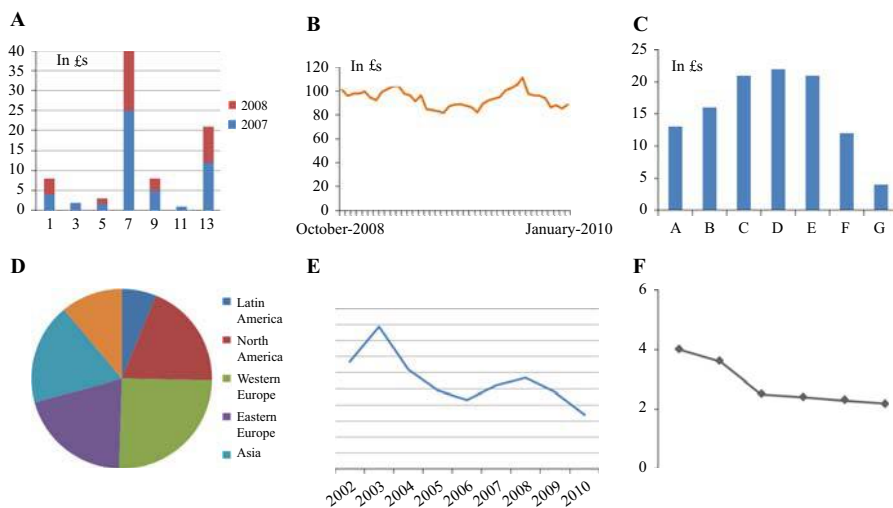 A
In £s
40
35
30
25
20
15
10
5
0
1 3 5 7 9 11 13
2008
2007
B
In £s
120
100
80
60
40
20
0
October-2008 January-2010
C
In £s
25
20
15
10
5
0
A B C D E F G
D
Latin
America
North
America
Western
Europe
Eastern
Europe
Asia
E
2002 2003 2004 2005 2006 2007 2008 2009 2010
F
6
4
2
0